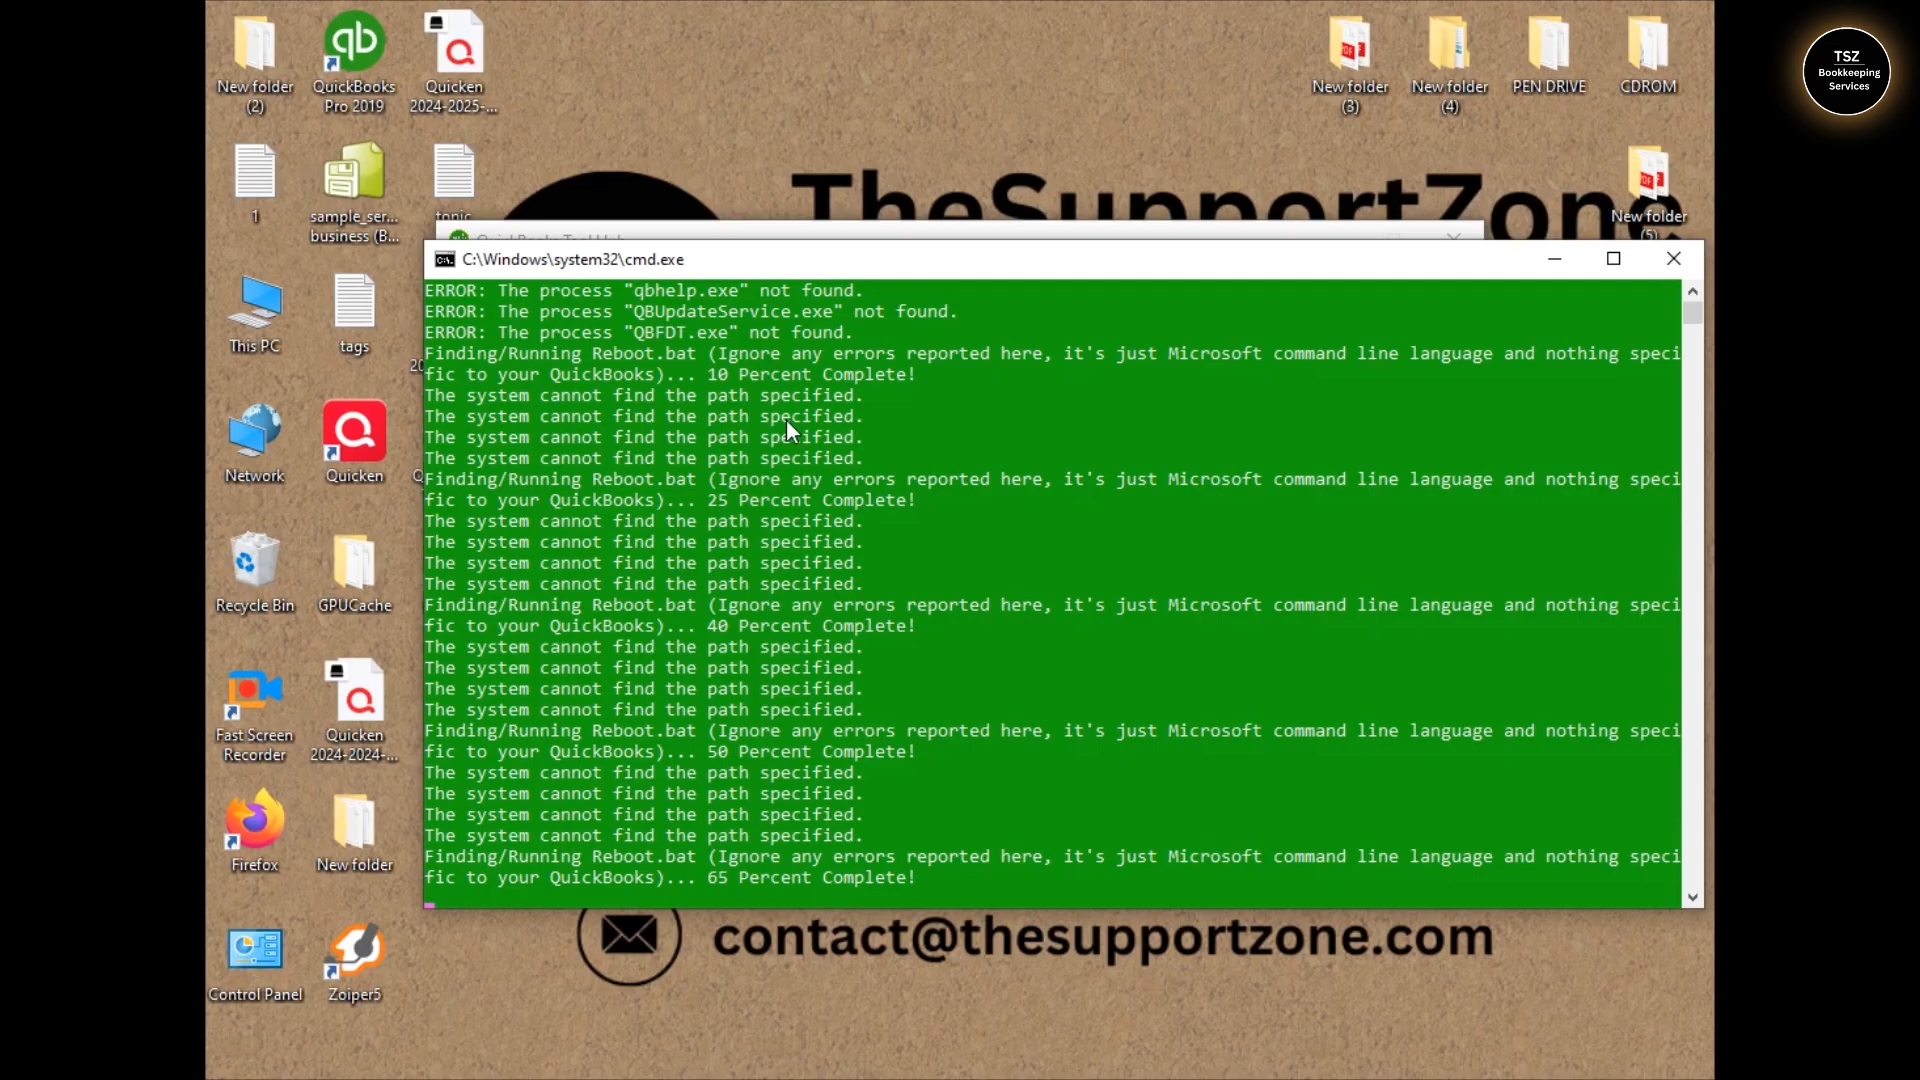 New folder
(2)
QuickBooks
Pro 2019
Quicken
2024-2025-...
New folder
(3)
New folder
(4)
PEN DRIVE
CDROM
TSZ
Bookkeeping
Services
1
sample_ser...
business (B...
topic
TheSupportZone
New folder
(5)
QuickBooks Tool Hub
C:\Windows\system32\cmd.exe
ERROR: The process "qbhelp.exe" not found.
ERROR: The process "QBUpdateService.exe" not found.
ERROR: The process "QBFDT.exe" not found.
Finding/Running Reboot.bat (Ignore any errors reported here, it's just Microsoft command line language and nothing speci
fic to your QuickBooks)... 10 Percent Complete!
The system cannot find the path specified.
The system cannot find the path specified.
The system cannot find the path specified.
The system cannot find the path specified.
Finding/Running Reboot.bat (Ignore any errors reported here, it's just Microsoft command line language and nothing speci
fic to your QuickBooks)... 25 Percent Complete!
The system cannot find the path specified.
The system cannot find the path specified.
The system cannot find the path specified.
The system cannot find the path specified.
Finding/Running Reboot.bat (Ignore any errors reported here, it's just Microsoft command line language and nothing speci
fic to your QuickBooks)... 40 Percent Complete!
The system cannot find the path specified.
The system cannot find the path specified.
The system cannot find the path specified.
The system cannot find the path specified.
Finding/Running Reboot.bat (Ignore any errors reported here, it's just Microsoft command line language and nothing speci
fic to your QuickBooks)... 50 Percent Complete!
The system cannot find the path specified.
The system cannot find the path specified.
The system cannot find the path specified.
The system cannot find the path specified.
Finding/Running Reboot.bat (Ignore any errors reported here, it's just Microsoft command line language and nothing speci
fic to your QuickBooks)... 65 Percent Complete!
This PC
tags
20
Network
Quicken
Q
Recycle Bin
GPUCache
Fast Screen
Recorder
Quicken
2024-2024-...
Firefox
New folder
Control Panel
Zoiper5
contact@thesupportzone.com